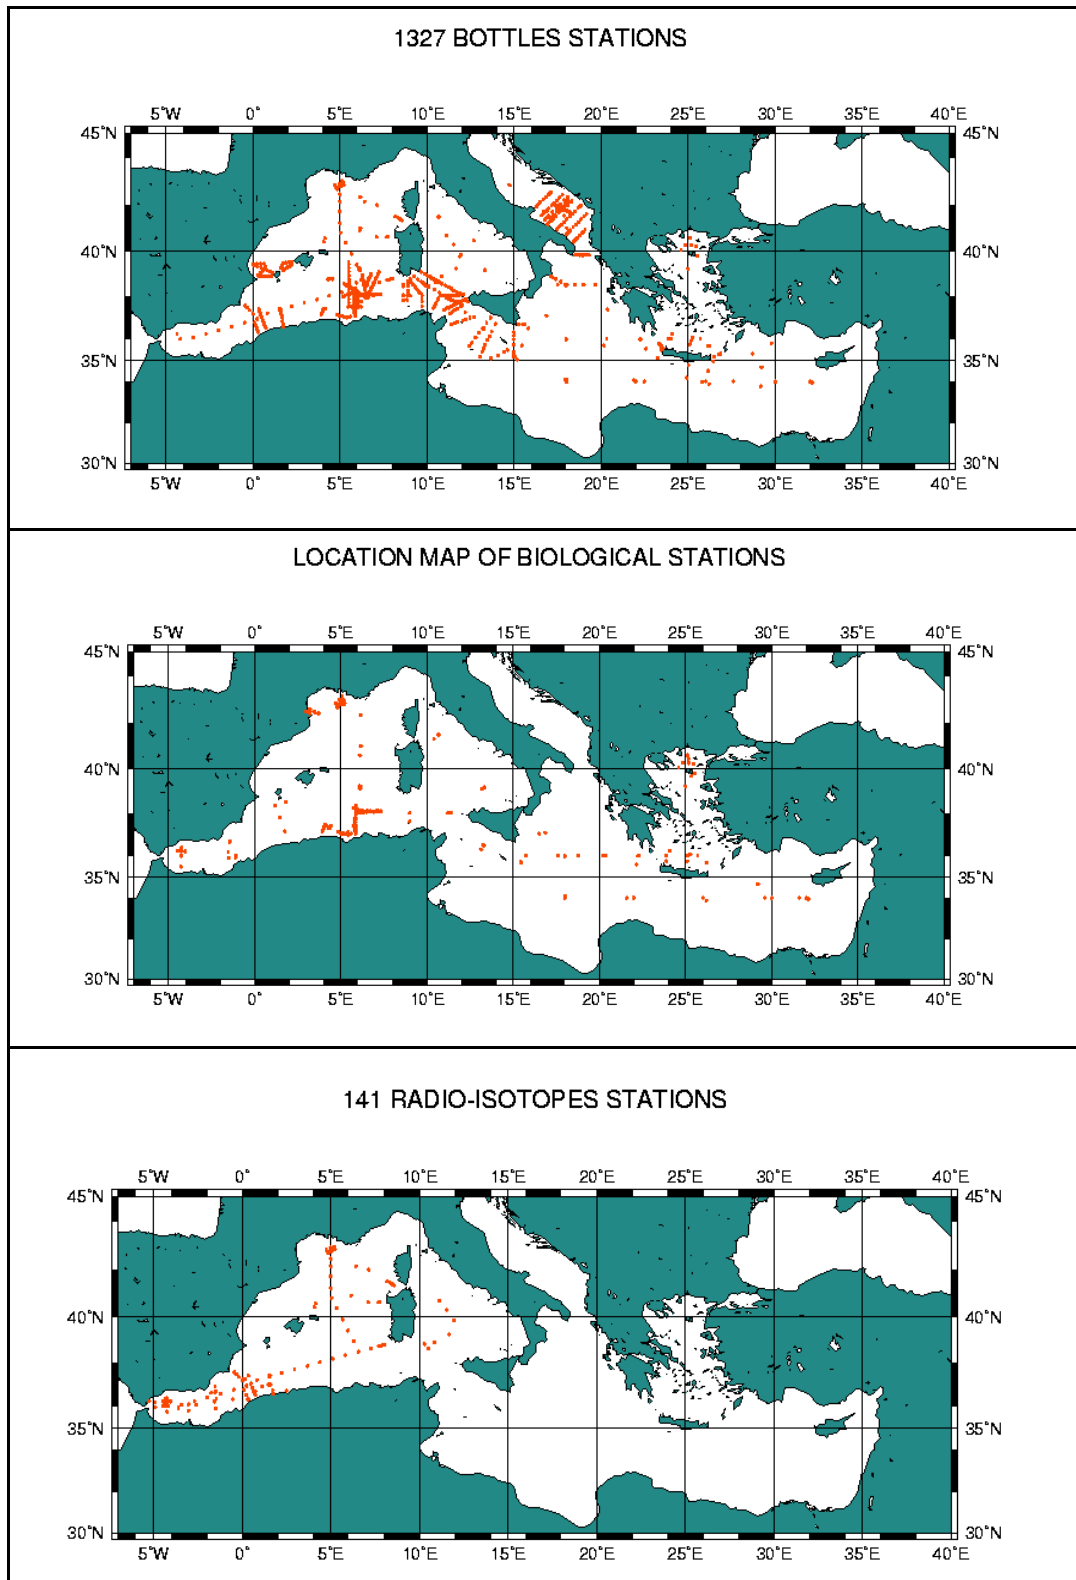 1327 BOTTLES STATIONS
5°W 0° 5°E 10°E 15°E 20°E 25°E 30°E 35°E 40°E
45°N 45°N
40°N 40°N
35°N 35°N
30°N 30°N
5°W 0° 5°E 10°E 15°E 20°E 25°E 30°E 35°E 40°E
LOCATION MAP OF BIOLOGICAL STATIONS
5°W 0° 5°E 10°E 15°E 20°E 25°E 30°E 35°E 40°E
45°N 45°N
40°N 40°N
35°N 35°N
30°N 30°N
5°W 0° 5°E 10°E 15°E 20°E 25°E 30°E 35°E 40°E
141 RADIO-ISOTOPES STATIONS
5°W 0° 5°E 10°E 15°E 20°E 25°E 30°E 35°E 40°E
45°N 45°N
40°N 40°N
35°N 35°N
30°N 30°N
5°W 0° 5°E 10°E 15°E 20°E 25°E 30°E 35°E 40°E